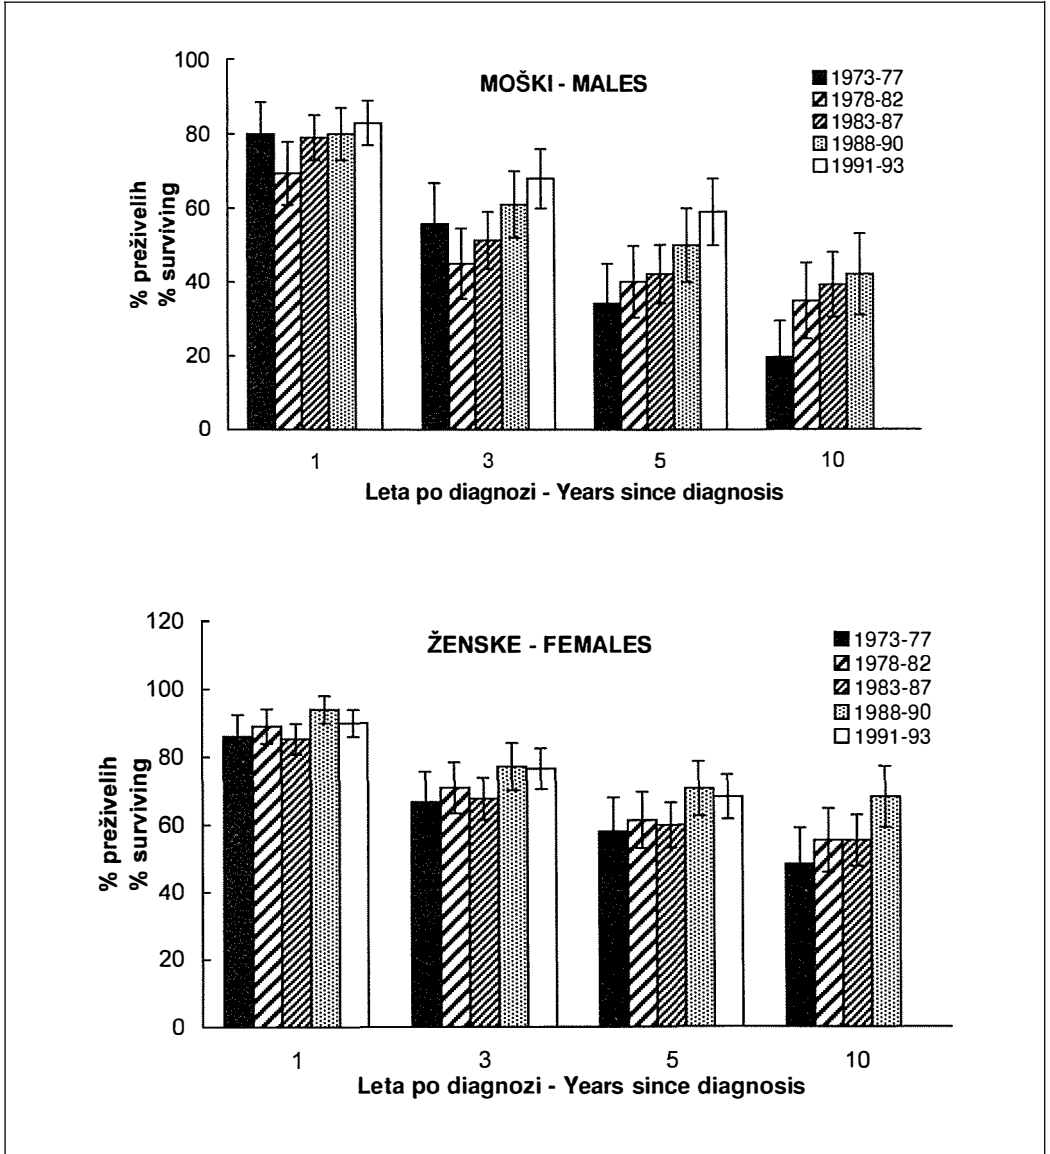 MOŠKI - MALES
1973-77
1978-82
1983-87
1988-90
1991-93
% preživelih
% surviving
100
80
60
40
20
0
1 3 5 10
Leta po diagnozi - Years since diagnosis
ŽENSKE - FEMALES
1973-77
1978-82
1983-87
1988-90
1991-93
% preživelih
% surviving
120
100
80
60
40
20
0
1 3 5 10
Leta po diagnozi - Years since diagnosis